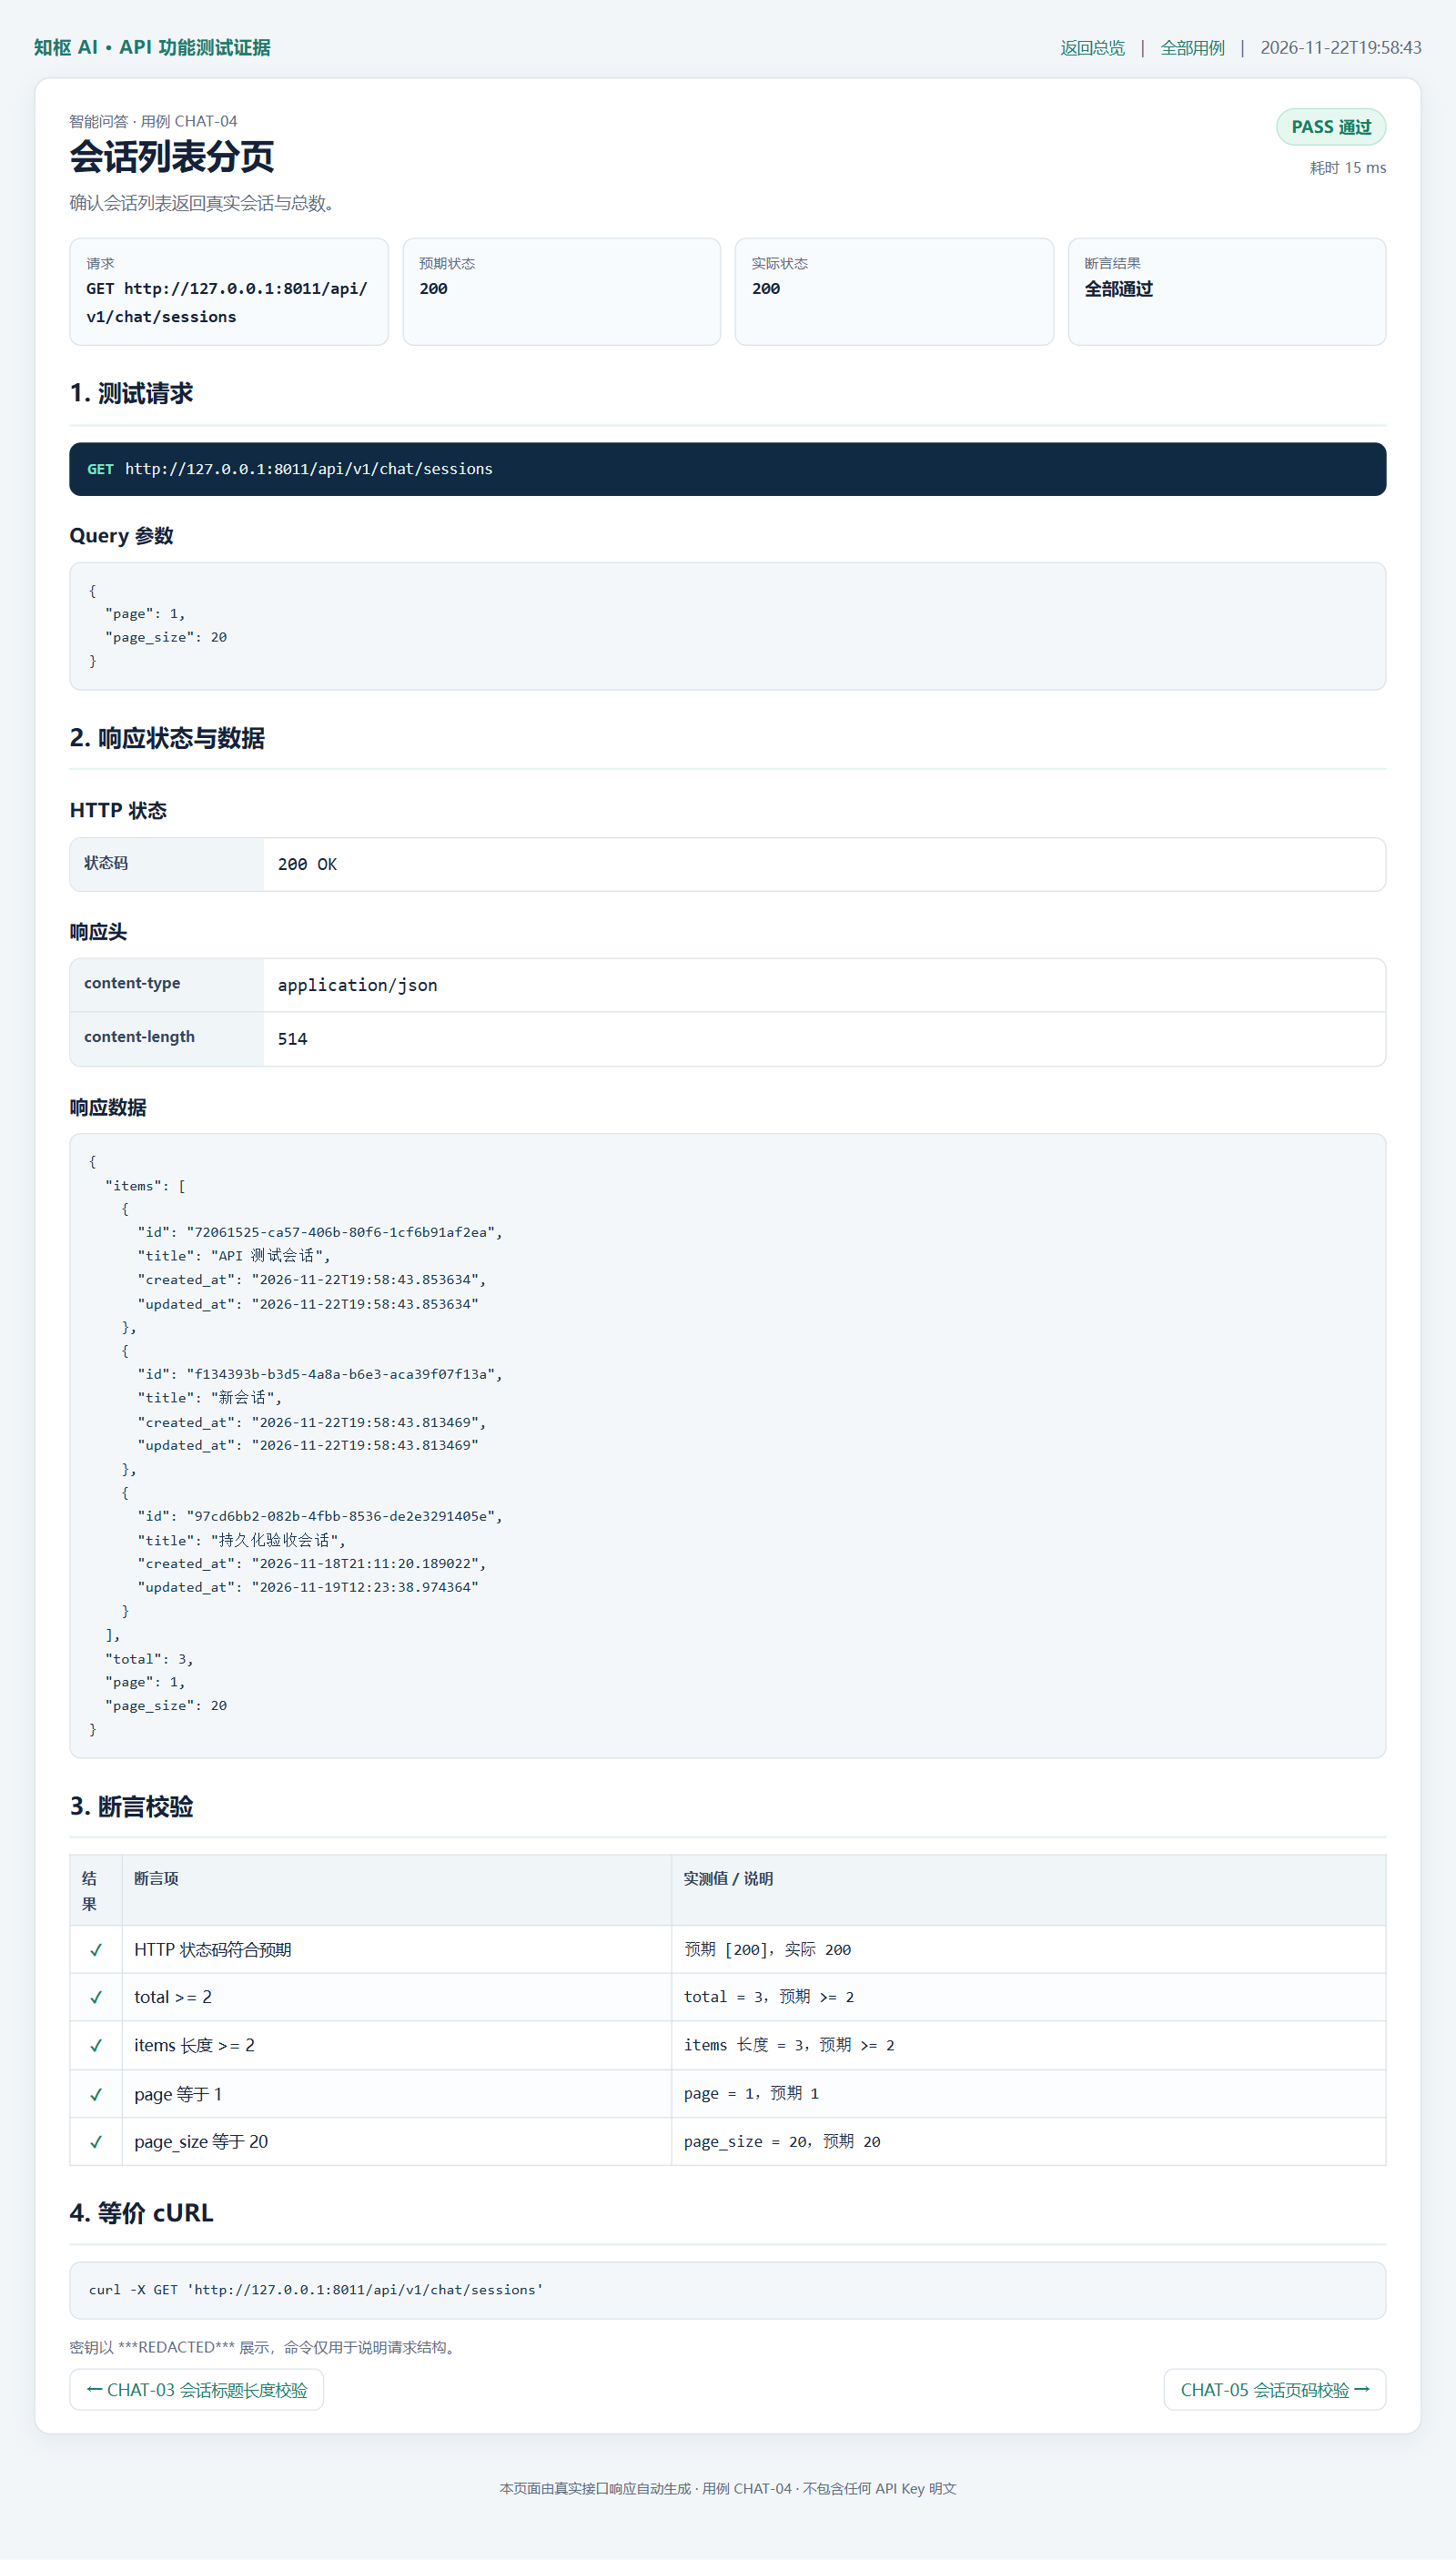 知枢 AI • API 功能测试证据
返回总览 | 全部用例 | 2026-11-22T19:58:43
智能问答 · 用例 CHAT-04
PASS 通过
会话列表分页
耗时 15 ms
确认会话列表返回真实会话与总数。
请求
GET http://127.0.0.1:8011/api/
v1/chat/sessions
预期状态
200
实际状态
200
断言结果
全部通过
1. 测试请求
GET http://127.0.0.1:8011/api/v1/chat/sessions
Query 参数
{
  "page": 1,
  "page_size": 20
}
2. 响应状态与数据
HTTP 状态
状态码 200 OK
响应头
content-type application/json
content-length 514
响应数据
{
  "items": [
    {
      "id": "72061525-ca57-406b-80f6-1cf6b91af2ea",
      "title": "API 测试会话",
      "created_at": "2026-11-22T19:58:43.853634",
      "updated_at": "2026-11-22T19:58:43.853634"
    },
    {
      "id": "f134393b-b3d5-4a8a-b6e3-aca39f07f13a",
      "title": "新会话",
      "created_at": "2026-11-22T19:58:43.813469",
      "updated_at": "2026-11-22T19:58:43.813469"
    },
    {
      "id": "97cd6bb2-082b-4fbb-8536-de2e3291405e",
      "title": "持久化验收会话",
      "created_at": "2026-11-18T21:11:20.189022",
      "updated_at": "2026-11-19T12:23:38.974364"
    }
  ],
  "total": 3,
  "page": 1,
  "page_size": 20
}
3. 断言校验
结果 断言项 实测值 / 说明
✓ HTTP 状态码符合预期 预期 [200]，实际 200
✓ total >= 2 total = 3，预期 >= 2
✓ items 长度 >= 2 items 长度 = 3，预期 >= 2
✓ page 等于 1 page = 1，预期 1
✓ page_size 等于 20 page_size = 20，预期 20
4. 等价 cURL
curl -X GET 'http://127.0.0.1:8011/api/v1/chat/sessions'
密钥以 ***REDACTED*** 展示，命令仅用于说明请求结构。
← CHAT-03 会话标题长度校验
CHAT-05 会话页码校验 →
本页面由真实接口响应自动生成 · 用例 CHAT-04 · 不包含任何 API Key 明文